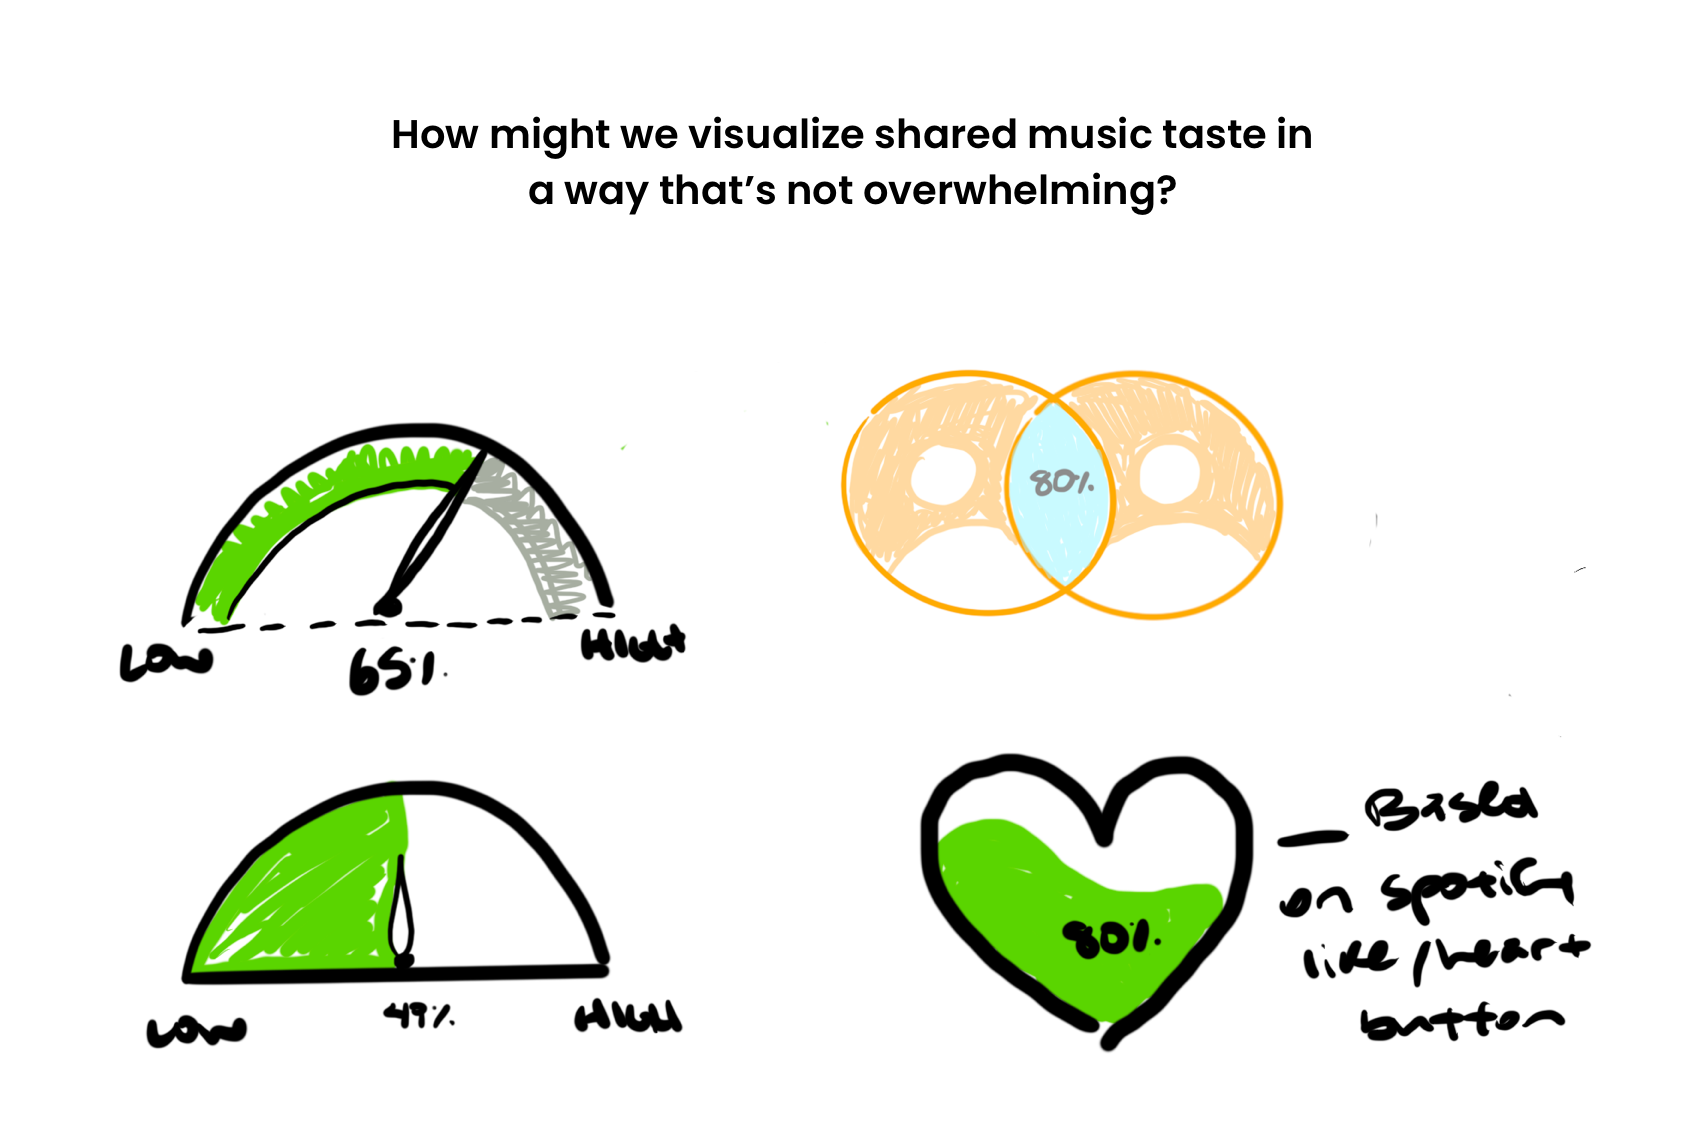 How might we visualize shared music taste in
a way that’s not overwhelming?
80%
Low
65%
High
80%
Based
on spotify
like/heart
button
Low
49%
High